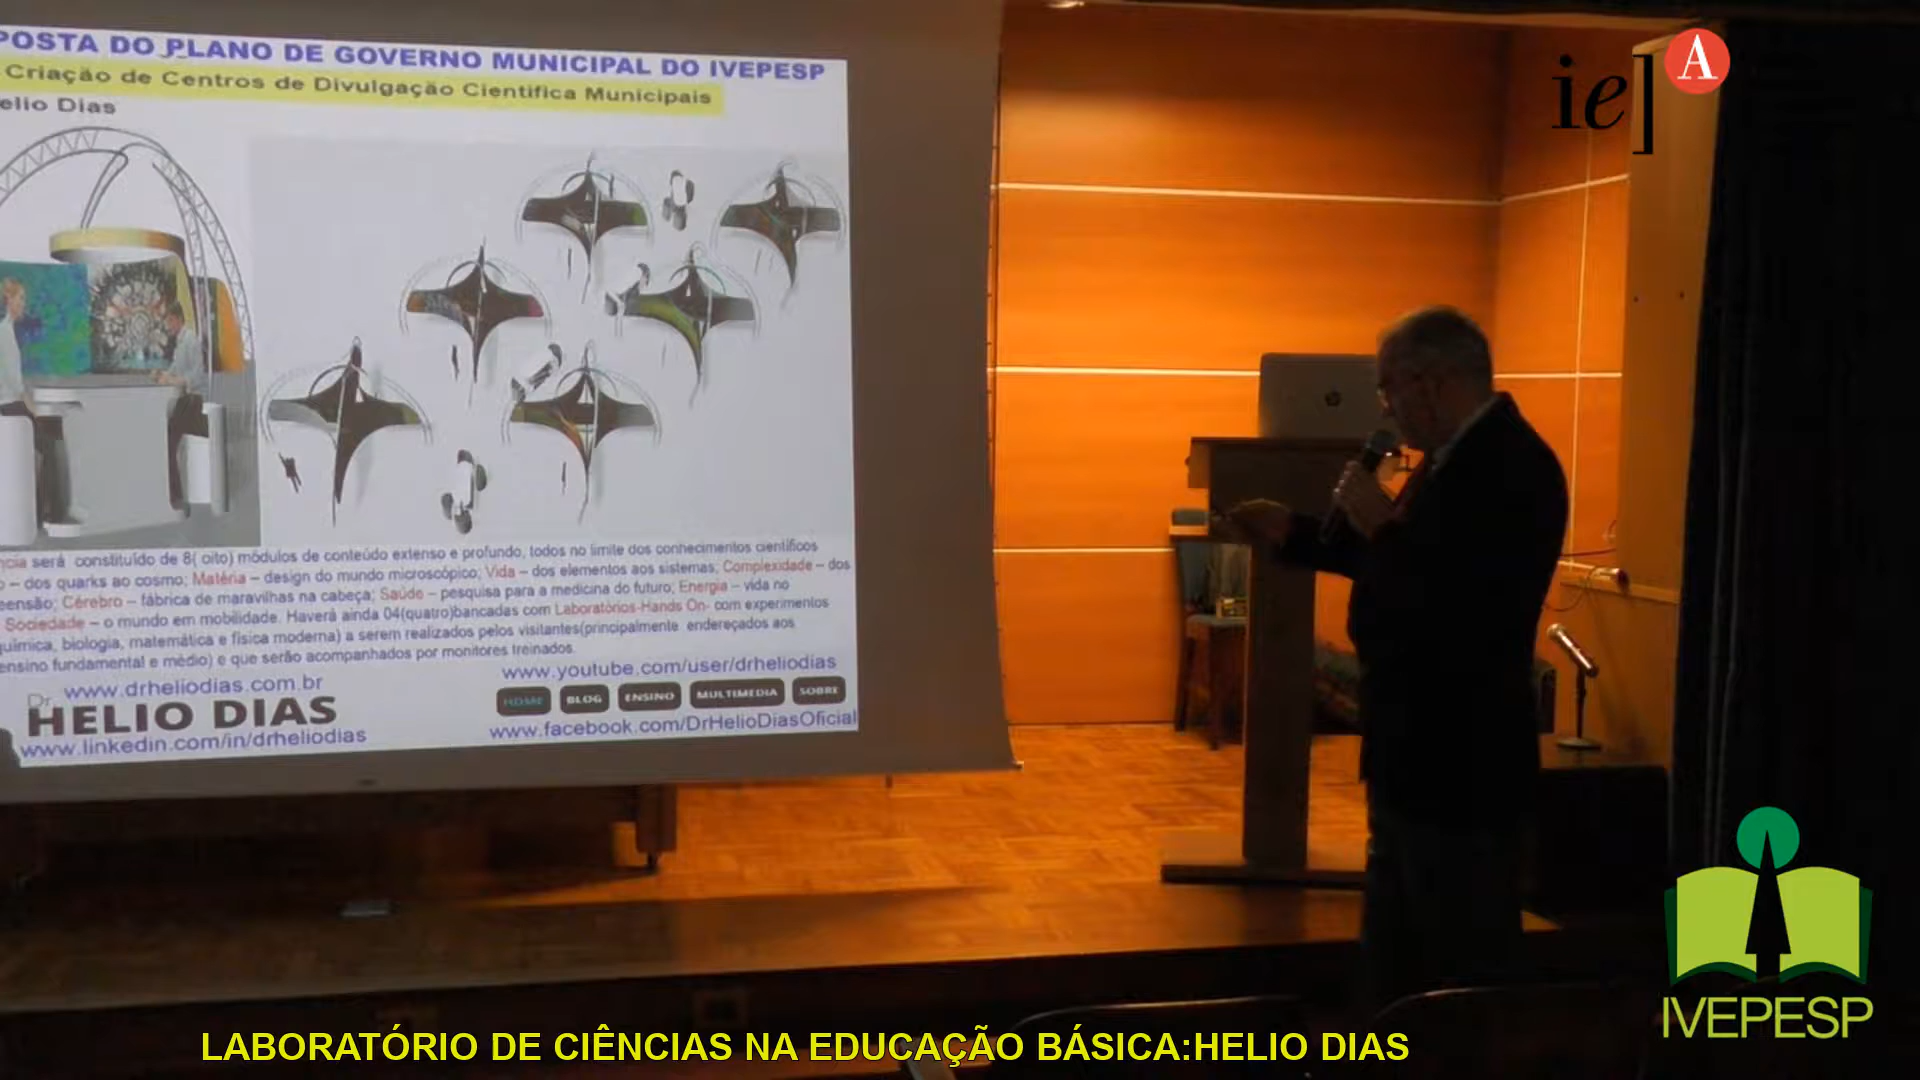 POSTA DO PLANO DE GOVERNO MUNICIPAL DO IVEPESP
Criação de Centros de Divulgação Cientifica Municipais
elio Dias
ncia será constituído de 8( oito) módulos de conteúdo extenso e profundo, todos no limite dos conhecimentos científicos
o – dos quarks ao cosmo; Matéria – design do mundo microscópico; Vida – dos elementos aos sistemas; Complexidade – dos
eensão; Cérebro – fábrica de maravilhas na cabeça; Saúde – pesquisa para a medicina do futuro; Energia – vida no
Sociedade – o mundo em mobilidade. Haverá ainda 04(quatro)bancadas com Laboratórios-Hands On- com experimentos
química, biologia, matemática e física moderna) a serem realizados pelos visitantes(principalmente endereçados aos
ensino fundamental e médio) e que serão acompanhados por monitores treinados.
www.drheliodias.com.br
Dr.
HELIO DIAS
www.linkedin.com/in/drheliodias
www.youtube.com/user/drheliodias
HOME BLOG ENSINO MULTIMEDIA SOBRE
www.facebook.com/DrHelioDiasOficial
ie] A
hp
IVEPESP
LABORATÓRIO DE CIÊNCIAS NA EDUCAÇÃO BÁSICA:HELIO DIAS